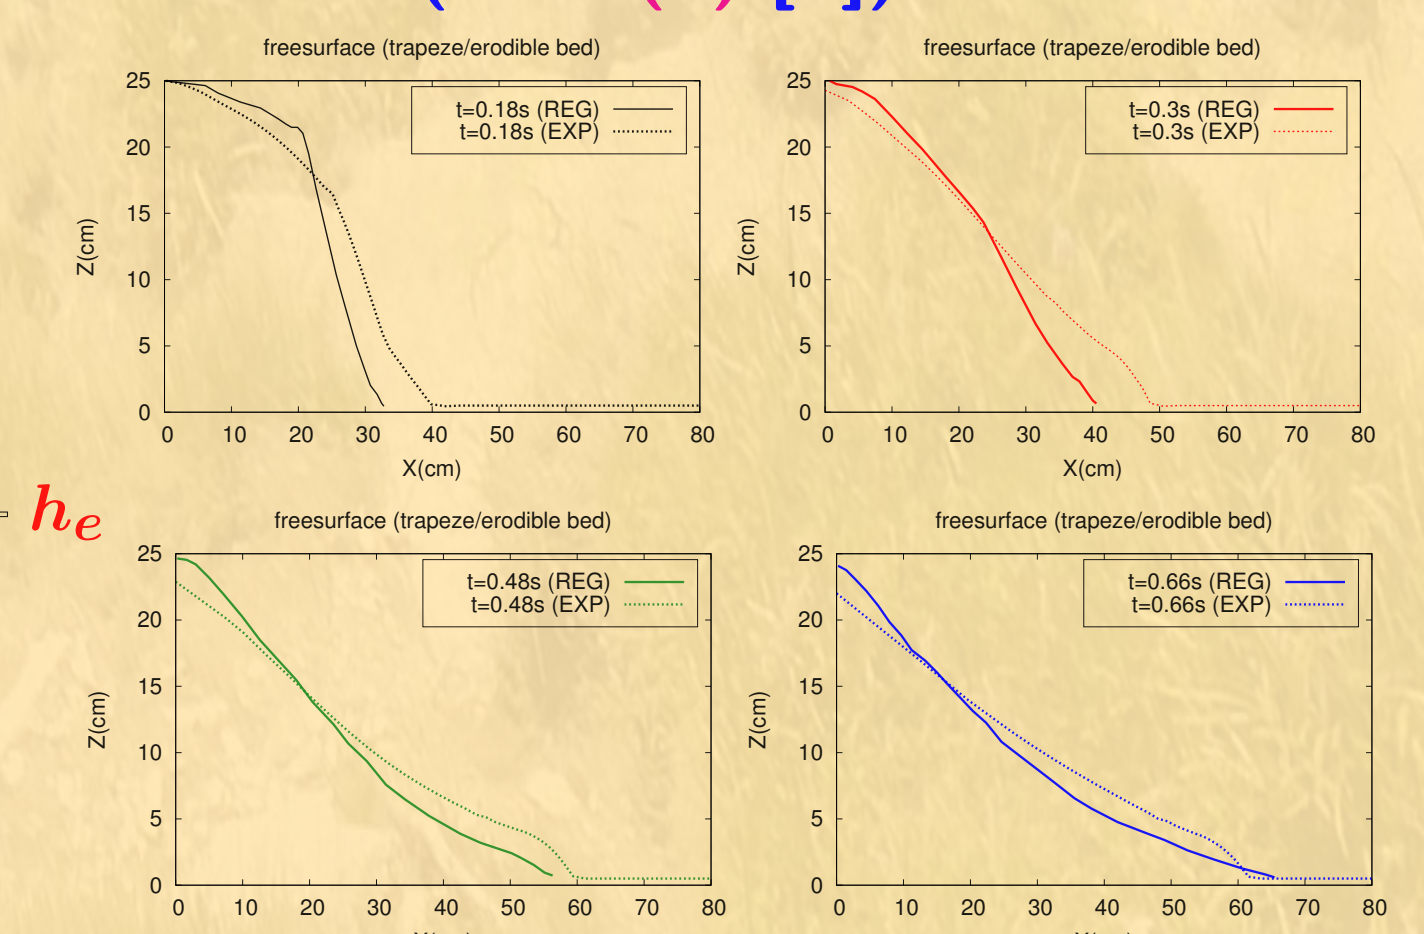 freesurface (trapeze/erodible bed)
t=0.18s (REG)
t=0.18s (EXP)
Z(cm)
25
20
15
10
5
0
0 10 20 30 40 50 60 70 80
X(cm)
freesurface (trapeze/erodible bed)
t=0.3s (REG)
t=0.3s (EXP)
Z(cm)
25
20
15
10
5
0
0 10 20 30 40 50 60 70 80
X(cm)
h_e
freesurface (trapeze/erodible bed)
t=0.48s (REG)
t=0.48s (EXP)
Z(cm)
25
20
15
10
5
0
0 10 20 30 40 50 60 70 80
freesurface (trapeze/erodible bed)
t=0.66s (REG)
t=0.66s (EXP)
Z(cm)
25
20
15
10
5
0
0 10 20 30 40 50 60 70 80